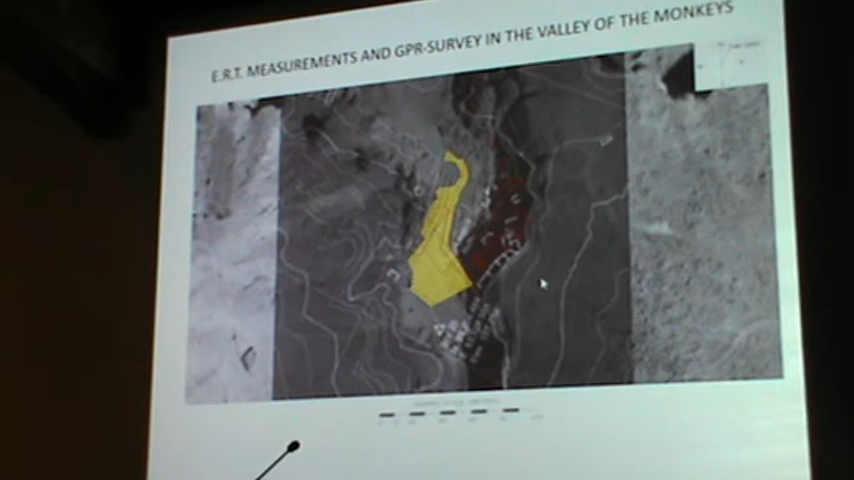 E.R.T. MEASUREMENTS AND GPR-SURVEY IN THE VALLEY OF THE MONKEYS